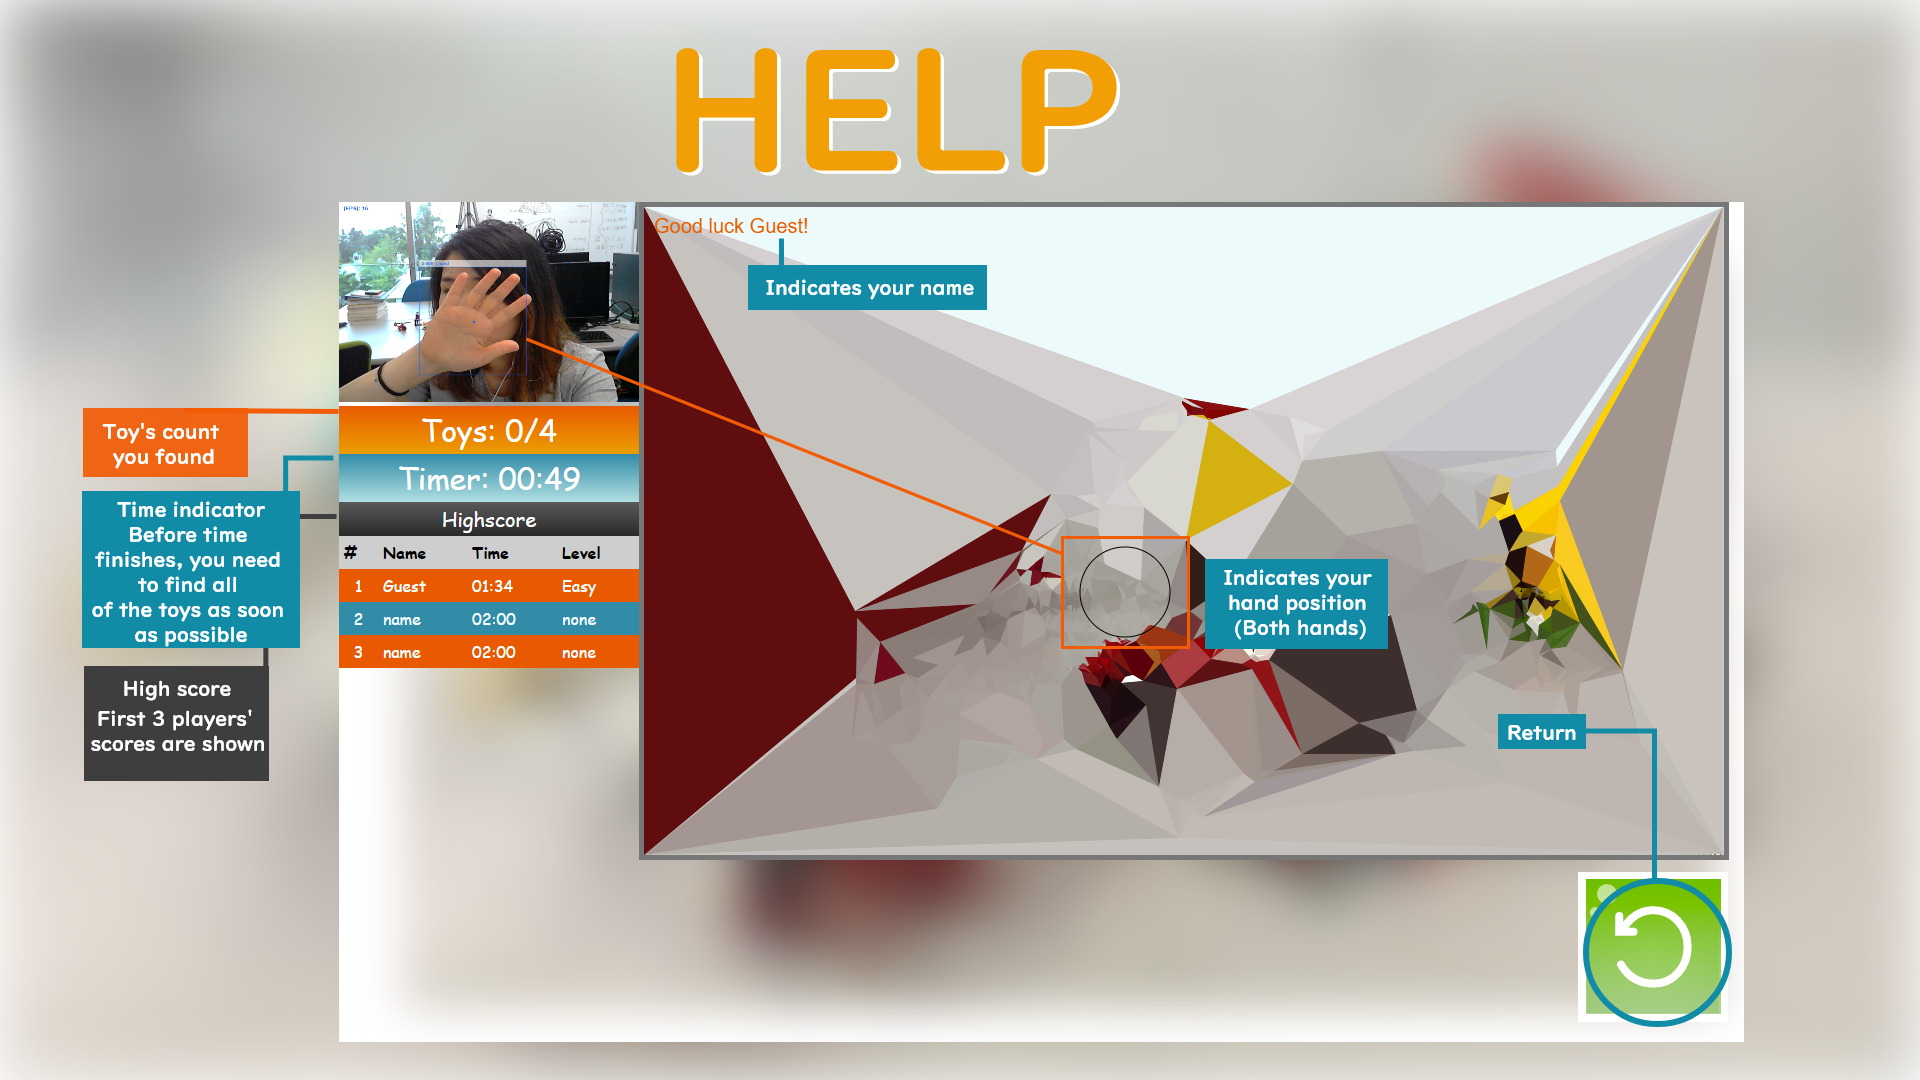 HELP
[FPS]: 16
Good luck Guest!
Indicates your name
Toy's count
you found
Toys: 0/4
Timer: 00:49
Time indicator
Before time
finishes, you need
to find all
of the toys as soon
as possible
Highscore
# Name Time Level
1 Guest 01:34 Easy
2 name 02:00 none
3 name 02:00 none
Indicates your
hand position
(Both hands)
High score
First 3 players'
scores are shown
Return